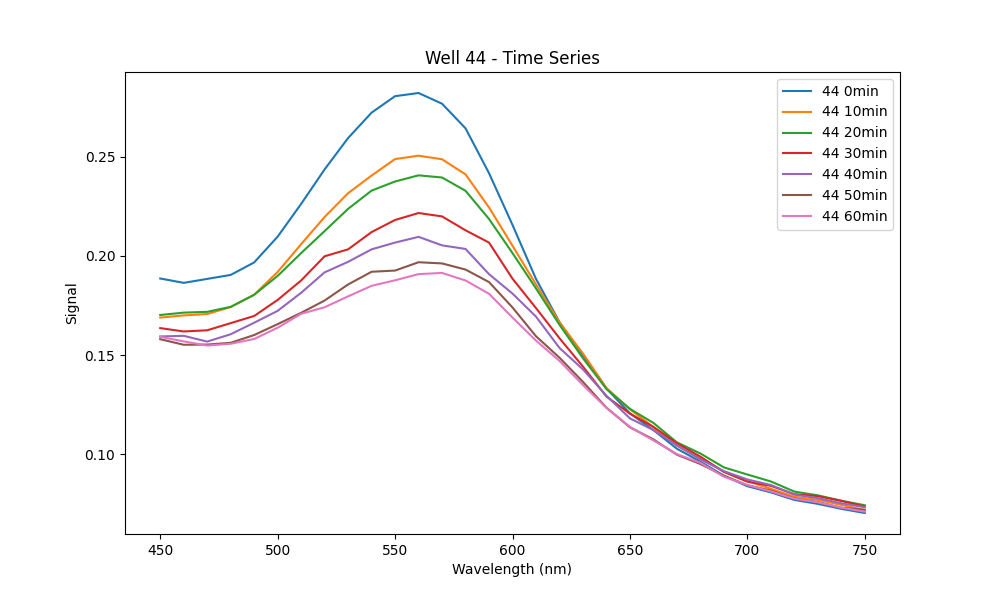 Well 44 - Time Series
44 0min
44 10min
44 20min
44 30min
44 40min
44 50min
44 60min
Signal
0.25
0.20
0.15
0.10
450 500 550 600 650 700 750
Wavelength (nm)